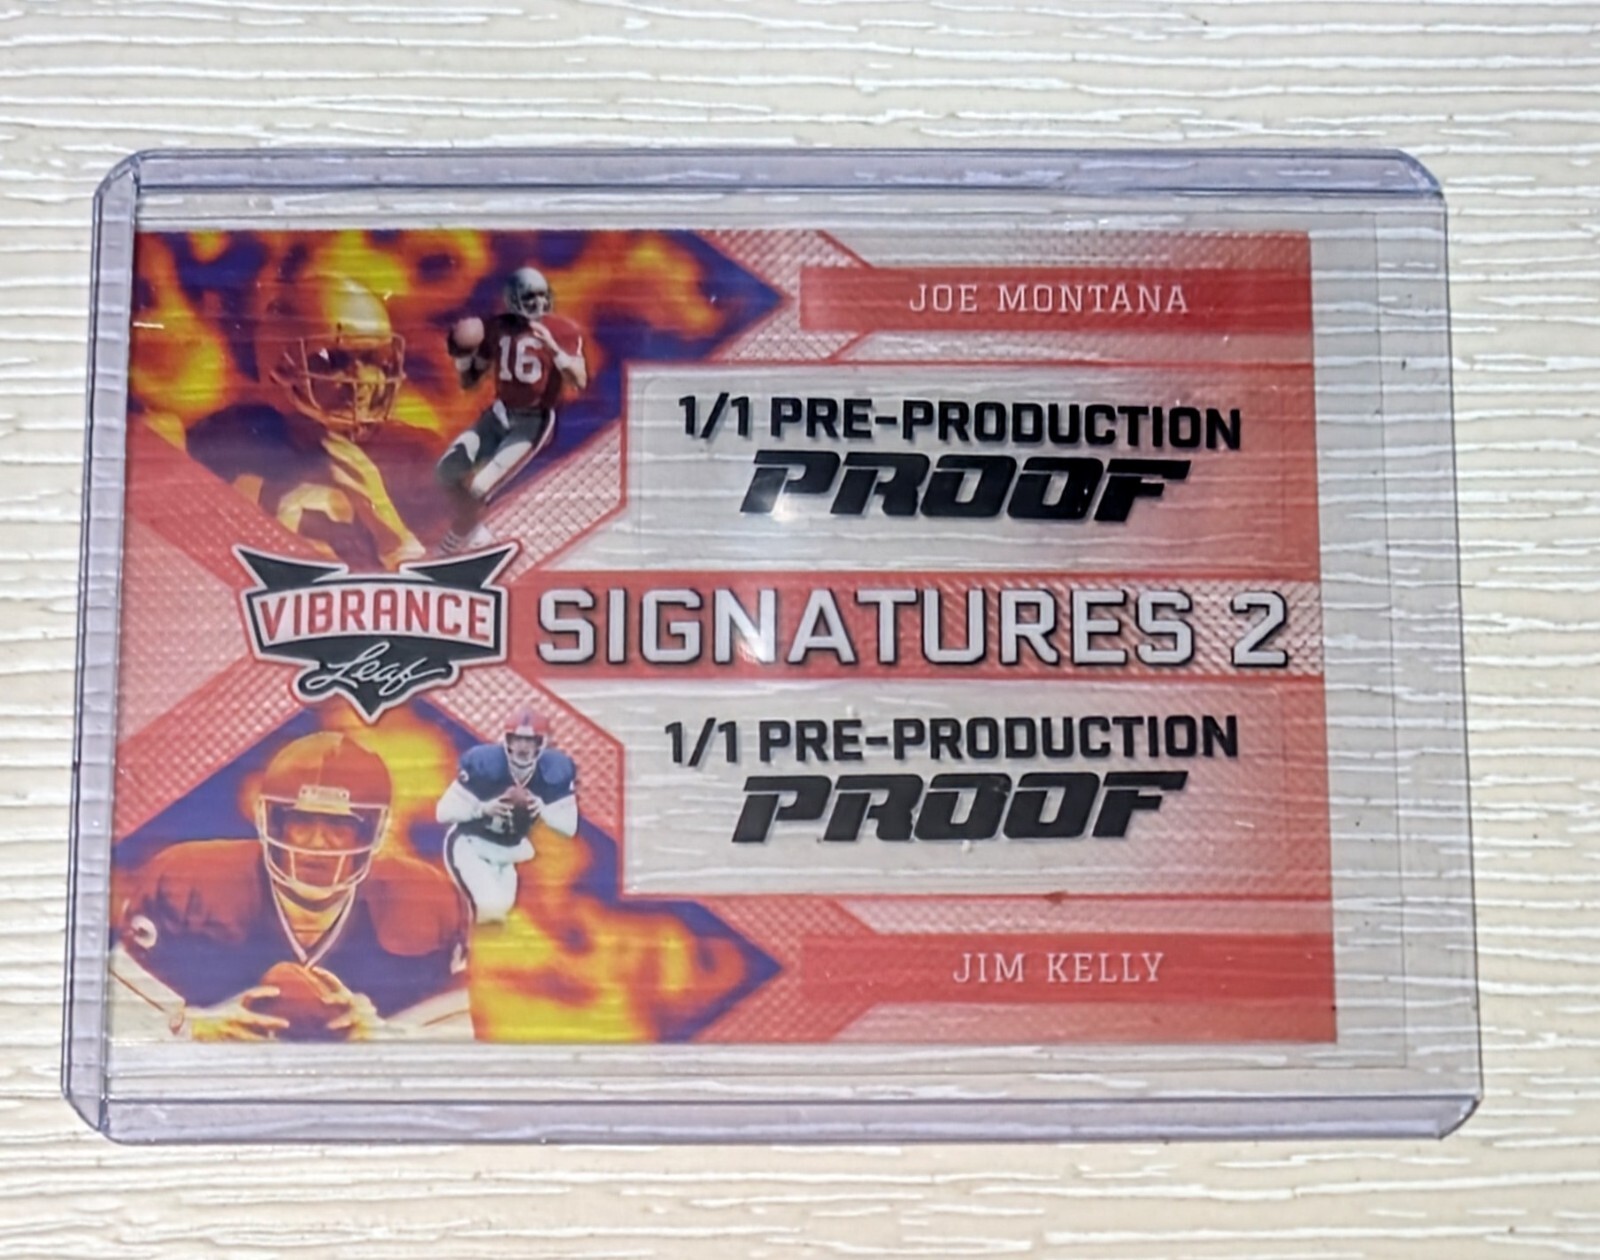 JOE MONTANA
16
1/1 PRE-PRODUCTION
PROOF
VIBRANCE
Leaf
SIGNATURES 2
1/1 PRE-PRODUCTION
PROOF
JIM KELLY